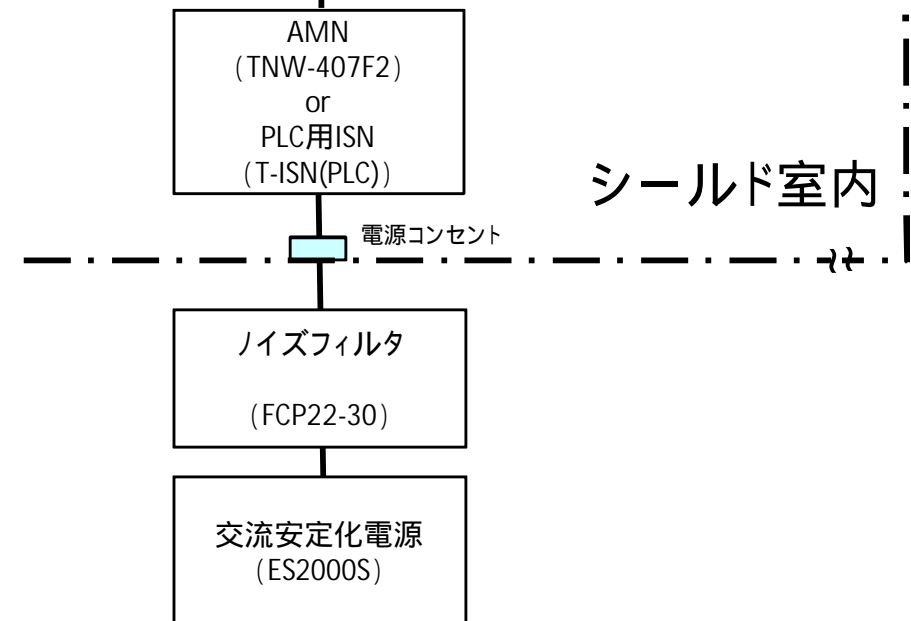 AMN
(TNW-407F2)
or
PLC用ISN
(T-ISN(PLC))
シールド室内
電源コンセント
ノイズフィルタ
(FCP22-30)
交流安定化電源
(ES2000S)